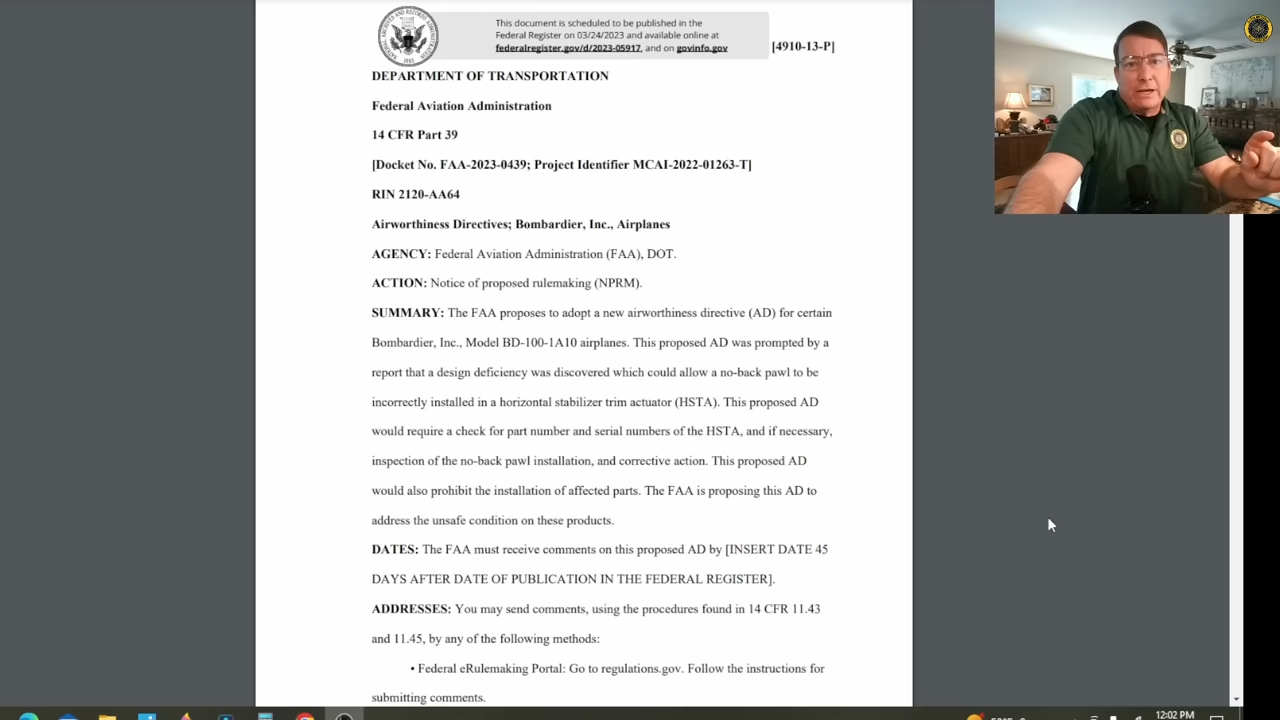 This document is scheduled to be published in the
Federal Register on 03/24/2023 and available online at
federalregister.gov/d/2023-05917, and on govinfo.gov
[4910-13-P]
DEPARTMENT OF TRANSPORTATION
Federal Aviation Administration
14 CFR Part 39
[Docket No. FAA-2023-0439; Project Identifier MCAI-2022-01263-T]
RIN 2120-AA64
Airworthiness Directives; Bombardier, Inc., Airplanes
AGENCY: Federal Aviation Administration (FAA), DOT.
ACTION: Notice of proposed rulemaking (NPRM).
SUMMARY: The FAA proposes to adopt a new airworthiness directive (AD) for certain
Bombardier, Inc., Model BD-100-1A10 airplanes. This proposed AD was prompted by a
report that a design deficiency was discovered which could allow a no-back pawl to be
incorrectly installed in a horizontal stabilizer trim actuator (HSTA). This proposed AD
would require a check for part number and serial numbers of the HSTA, and if necessary,
inspection of the no-back pawl installation, and corrective action. This proposed AD
would also prohibit the installation of affected parts. The FAA is proposing this AD to
address the unsafe condition on these products.
DATES: The FAA must receive comments on this proposed AD by [INSERT DATE 45
DAYS AFTER DATE OF PUBLICATION IN THE FEDERAL REGISTER].
ADDRESSES: You may send comments, using the procedures found in 14 CFR 11.43
and 11.45, by any of the following methods:
• Federal eRulemaking Portal: Go to regulations.gov. Follow the instructions for
submitting comments.
12:02 PM